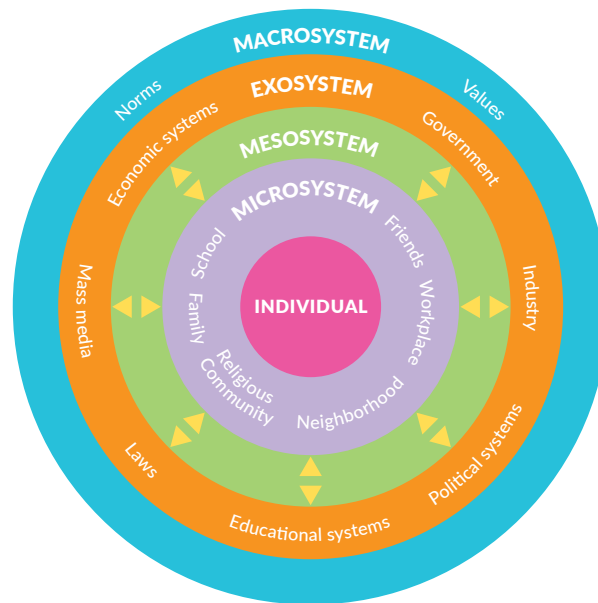 MACROSYSTEM
Norms
Values
EXOSYSTEM
Economic systems
Government
Mass media
Industry
Laws
Political systems
Educational systems
MESOSYSTEM
MICROSYSTEM
School
Friends
Family
Workplace
Religious
Community
Neighborhood
INDIVIDUAL